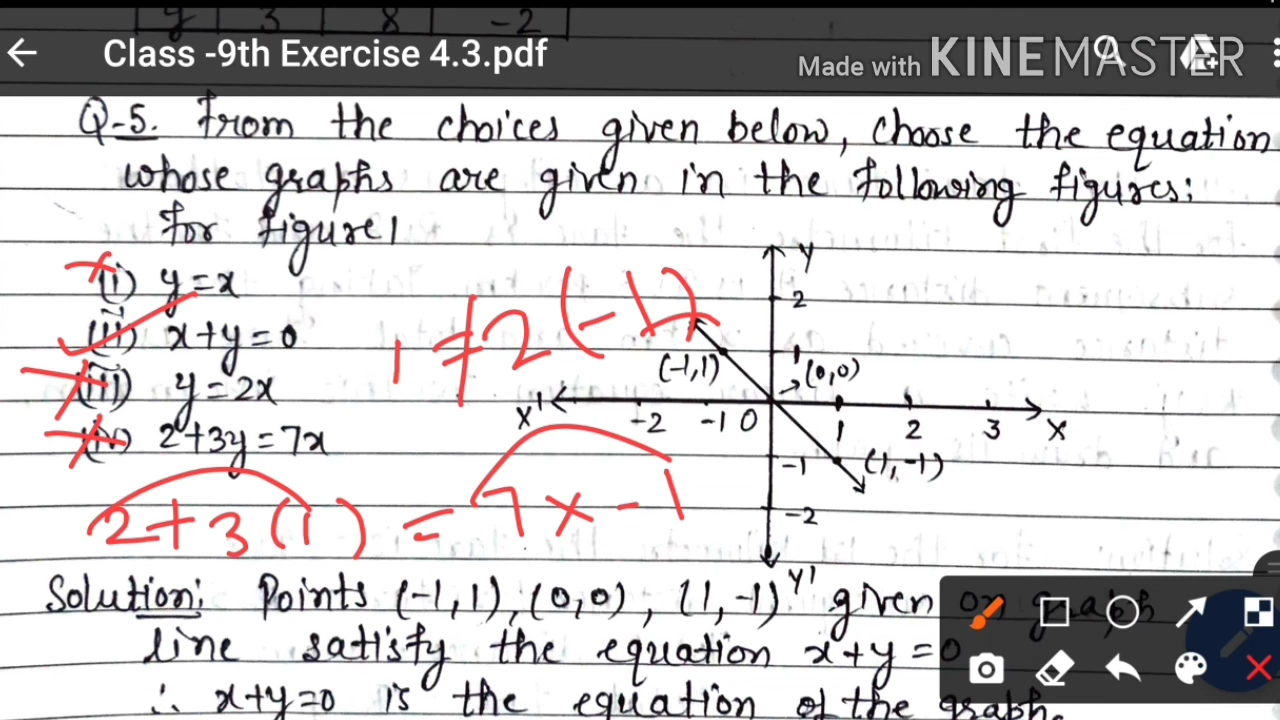 y 3 8 -2
Class -9th Exercise 4.3.pdf
Made with KINEMASTER
Q-5. From the choices given below, choose the equation
whose graphs are given in the following figures:
For figure 1
(i) y = x
(ii) x+y = 0
(iii) y = 2x
(iv) 2+3y = 7x
1 ≠ 2(-1)
2+3(1) = 7x-1
Y
2
1
(-1,1)
(0,0)
X' -2 -1 0 1 2 3 X
-1
(1,-1)
-2
Y'
Solution: Points (-1,1), (0,0), (1,-1) given on graph
line satisfy the equation x+y = 0
∴ x+y=0 is the equation of the graph.